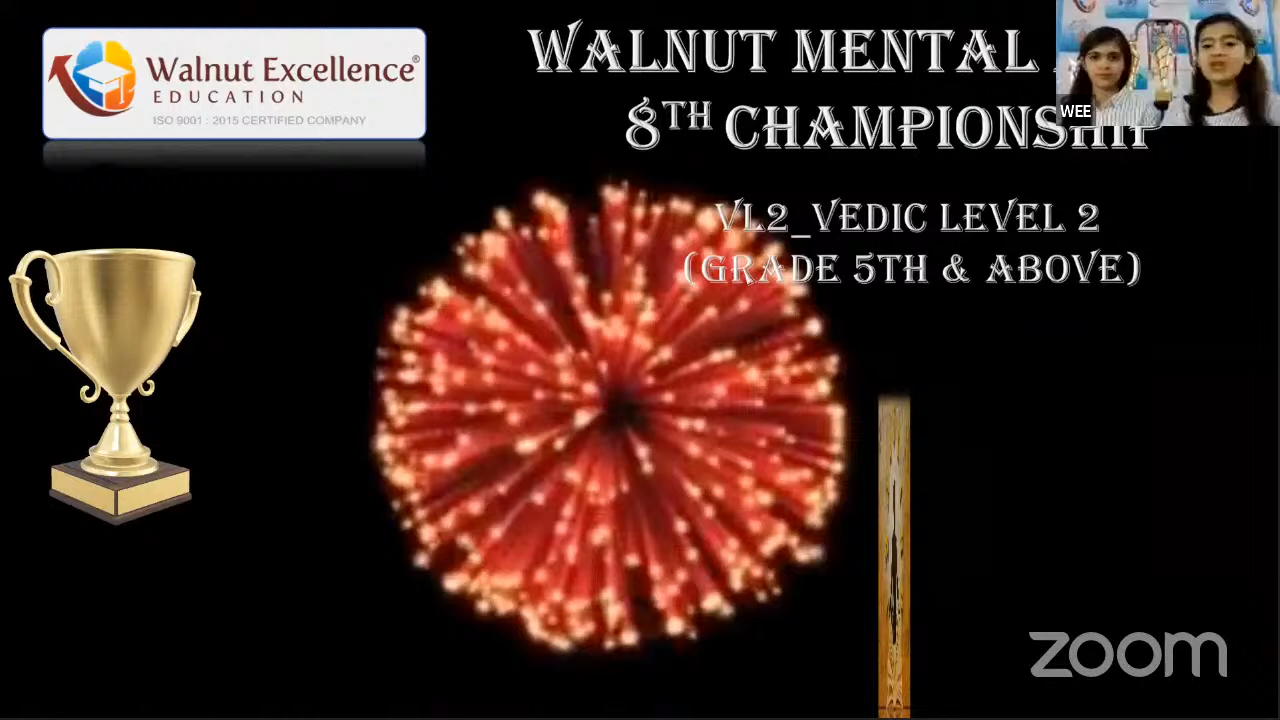 Walnut Excellence®
EDUCATION
ISO 9001 : 2015 CERTIFIED COMPANY
WALNUT MENTAL
8TH CHAMPIONSHIP
WEE
VL2_VEDIC LEVEL 2
(GRADE 5TH & ABOVE)
zoom